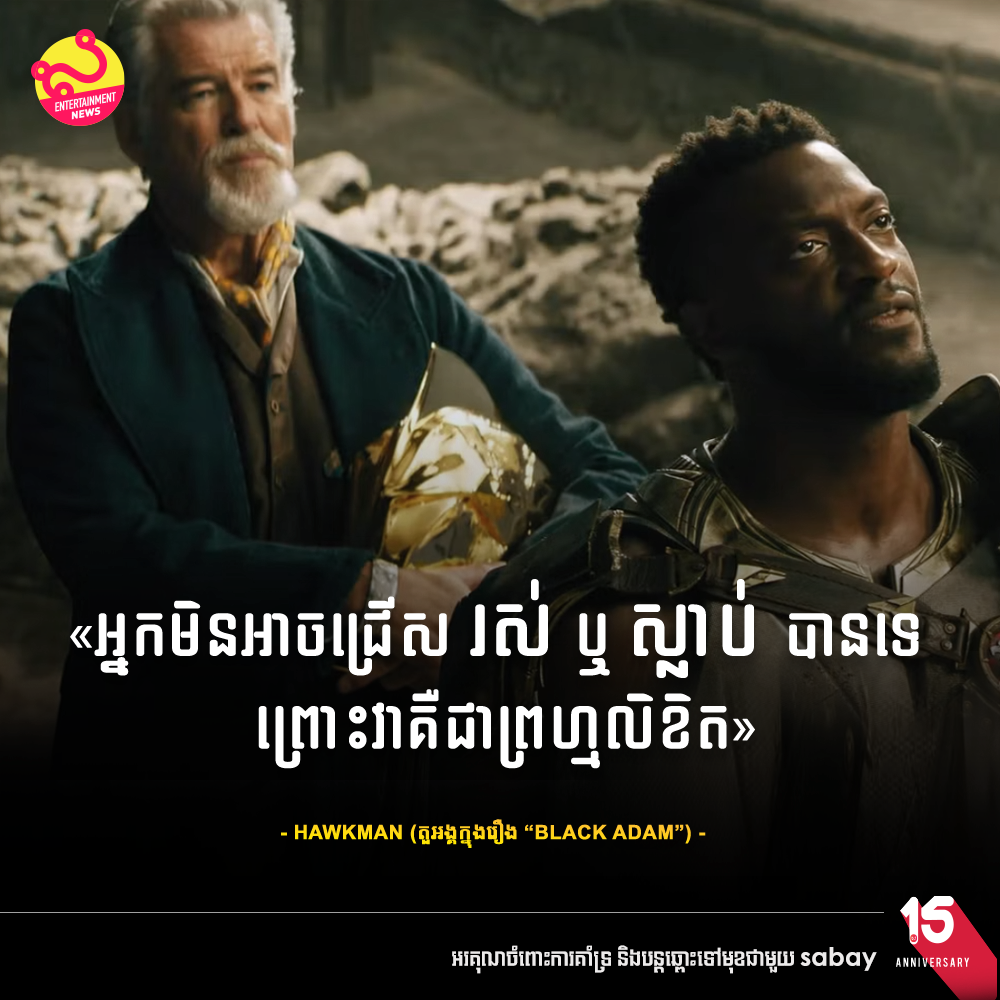 ENTERTAINMENT
NEWS
«អ្នកមិនអាចជ្រើស រស់ ឬ ស្លាប់ បានទេ
ព្រោះវាគឺជាព្រហ្មលិខិត»
- HAWKMAN (តួអង្គក្នុងរឿង “BLACK ADAM”) -
15
ANNIVERSARY
អរគុណចំពោះការគាំទ្រ និងបន្តឆ្ពោះទៅមុខជាមួយ sabay